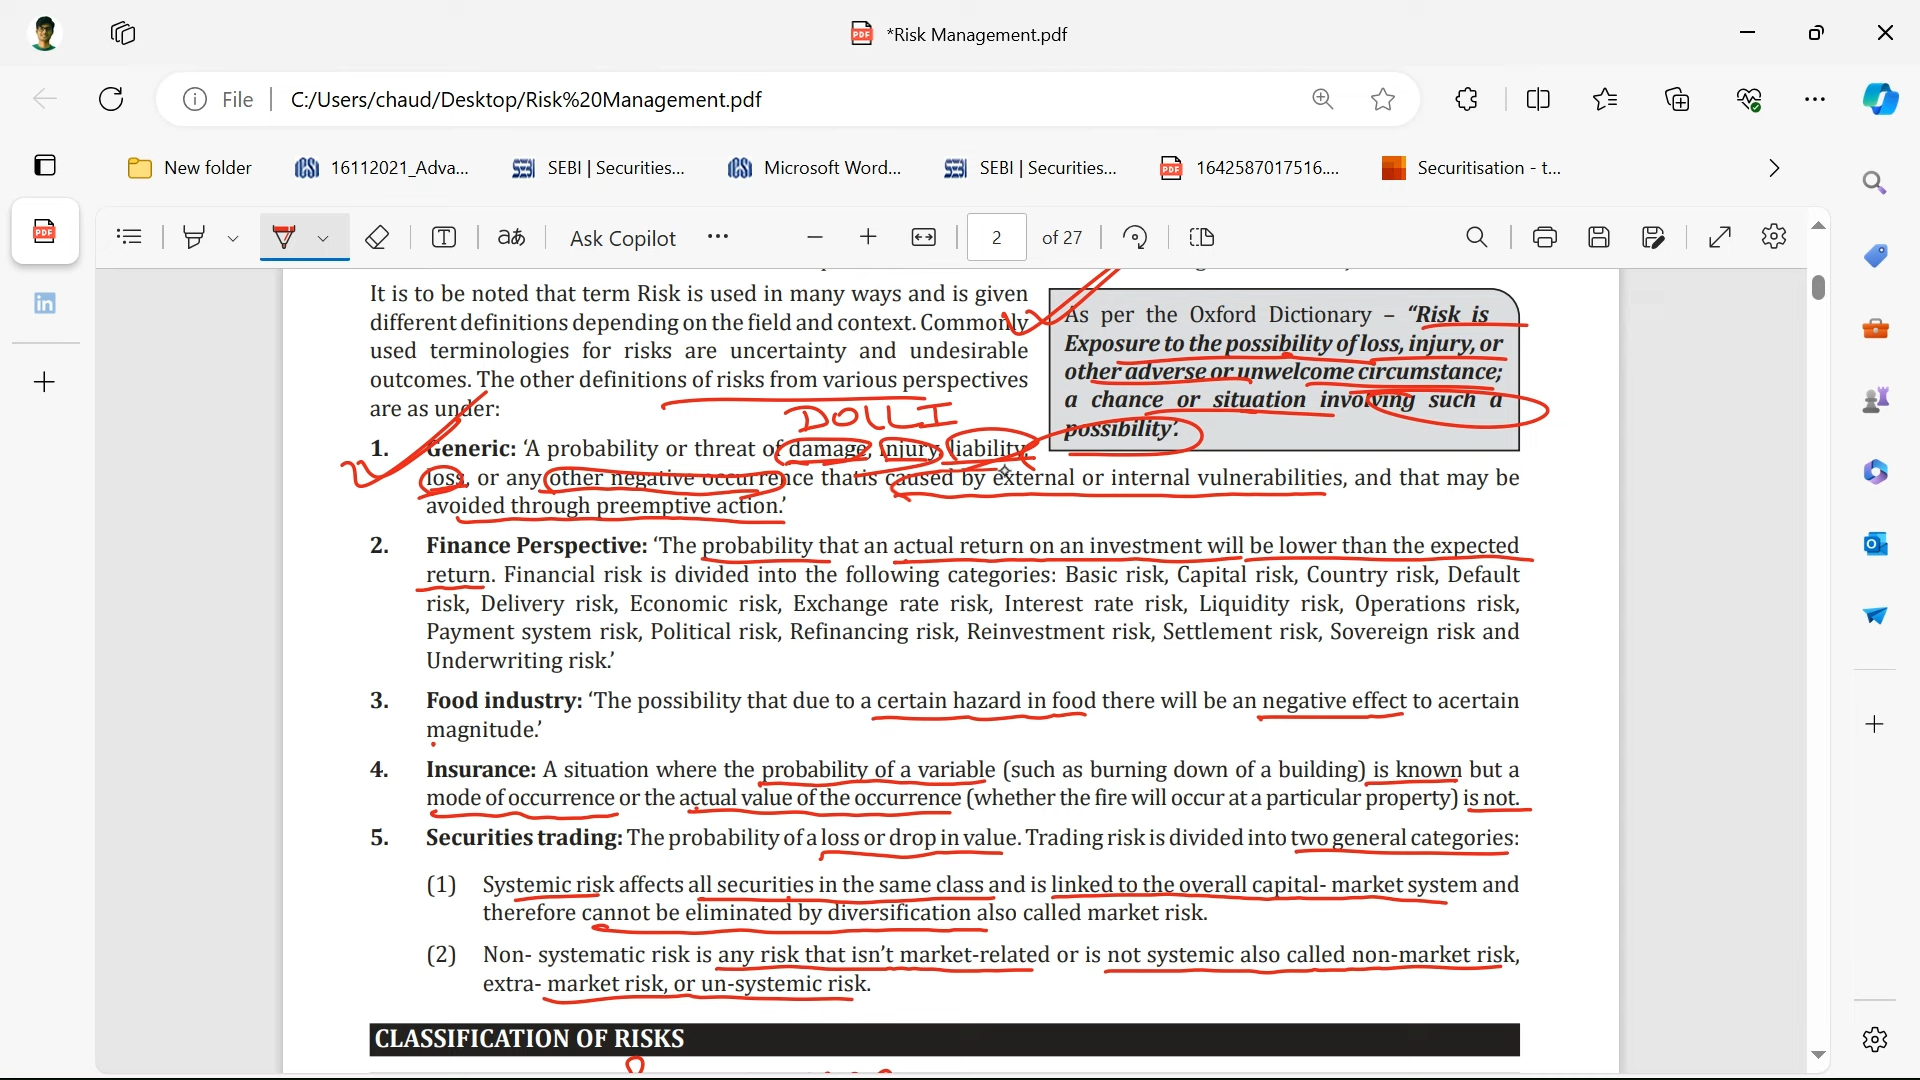 *Risk Management.pdf
File
C:/Users/chaud/Desktop/Risk%20Management.pdf
New folder
16112021_Adva...
SEBI | Securities...
Microsoft Word...
SEBI | Securities...
1642587017516....
Securitisation - t...
Ask Copilot
2 of 27
It is to be noted that term Risk is used in many ways and is given
different definitions depending on the field and context. Commonly
used terminologies for risks are uncertainty and undesirable
outcomes. The other definitions of risks from various perspectives
are as under:
As per the Oxford Dictionary – “Risk is
Exposure to the possibility of loss, injury, or
other adverse or unwelcome circumstance;
a chance or situation involving such a
possibility’.
DOLLI
1. Generic: ‘A probability or threat of damage, injury, liability,
loss, or any other negative occurrence thatis caused by external or internal vulnerabilities, and that may be
avoided through preemptive action.’
2. Finance Perspective: ‘The probability that an actual return on an investment will be lower than the expected
return. Financial risk is divided into the following categories: Basic risk, Capital risk, Country risk, Default
risk, Delivery risk, Economic risk, Exchange rate risk, Interest rate risk, Liquidity risk, Operations risk,
Payment system risk, Political risk, Refinancing risk, Reinvestment risk, Settlement risk, Sovereign risk and
Underwriting risk.’
3. Food industry: ‘The possibility that due to a certain hazard in food there will be an negative effect to acertain
magnitude.’
4. Insurance: A situation where the probability of a variable (such as burning down of a building) is known but a
mode of occurrence or the actual value of the occurrence (whether the fire will occur at a particular property) is not.
5. Securities trading: The probability of a loss or drop in value. Trading risk is divided into two general categories:
(1) Systemic risk affects all securities in the same class and is linked to the overall capital- market system and
therefore cannot be eliminated by diversification also called market risk.
(2) Non- systematic risk is any risk that isn’t market-related or is not systemic also called non-market risk,
extra- market risk, or un-systemic risk.
CLASSIFICATION OF RISKS